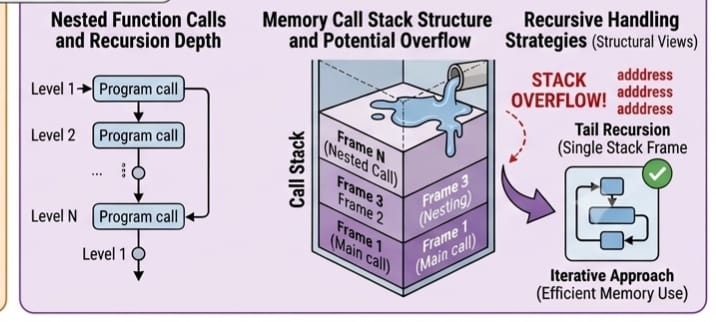 Nested Function Calls
and Recursion Depth
Level 1
Program call
Level 2
Program call
...
Level N
Program call
Level 1
Memory Call Stack Structure
and Potential Overflow
Call Stack
Frame N
(Nested Call)
Frame 3
Frame 2
Frame 1
(Main call)
Frame 3
(Nesting)
Frame 1
(Main call)
Recursive Handling
Strategies (Structural Views)
STACK
OVERFLOW!
adddress
adddress
adddress
Tail Recursion
(Single Stack Frame
Iterative Approach
(Efficient Memory Use)